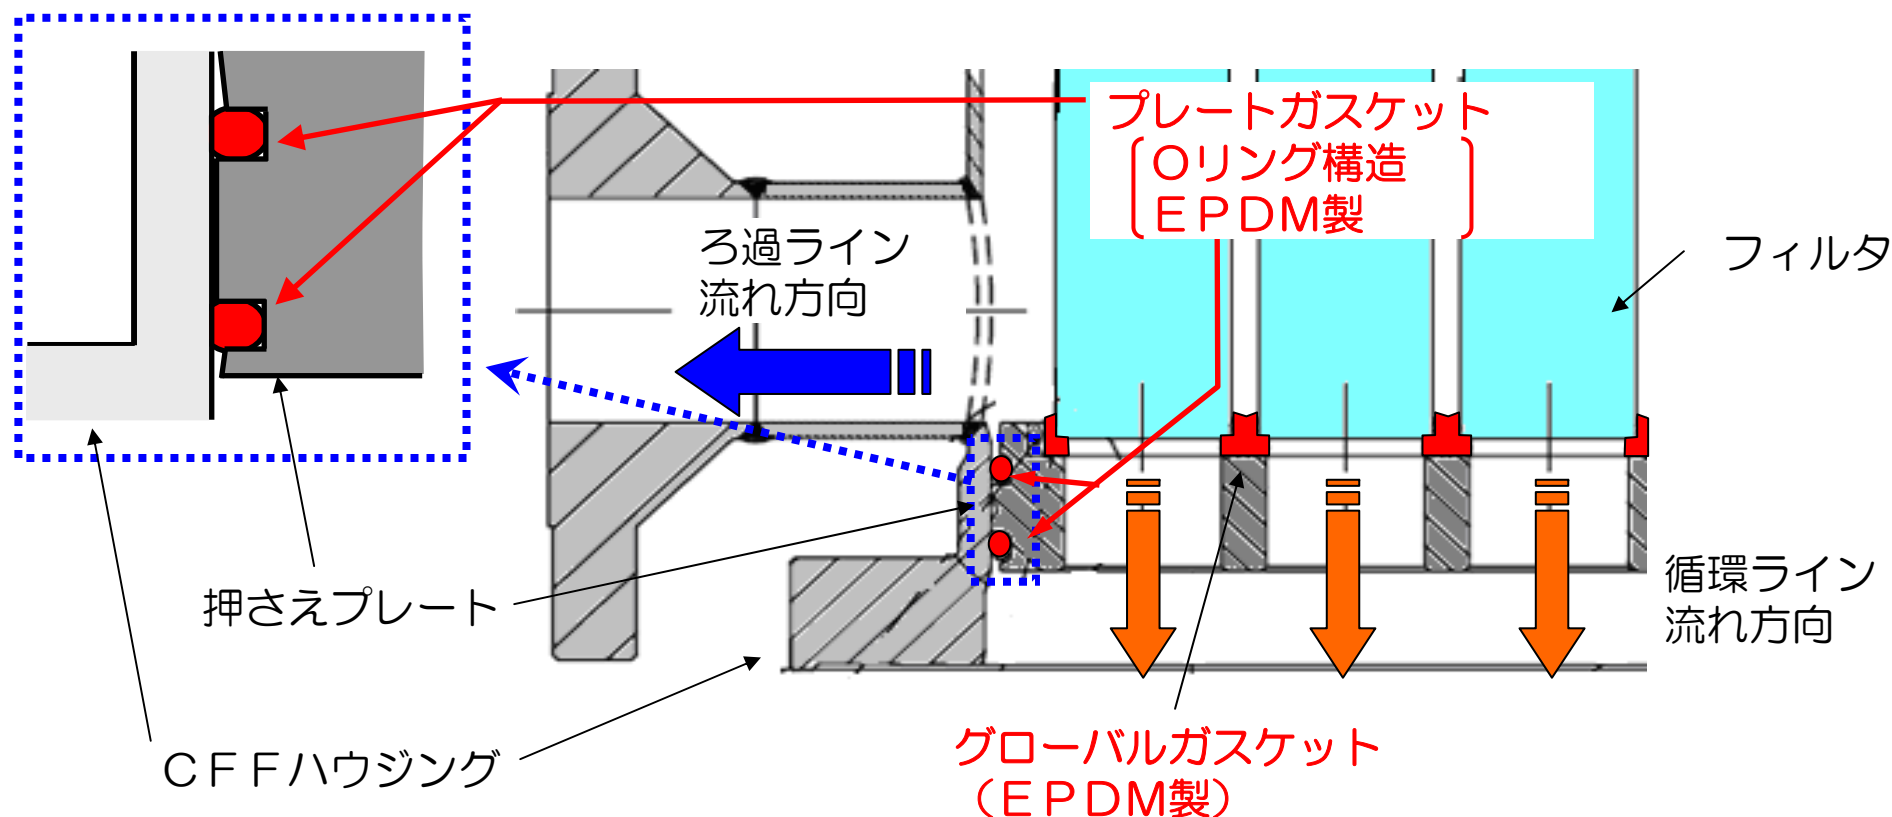 プレートガスケット
Ｏリング構造
ＥＰＤＭ製
ろ過ライン
流れ方向
フィルタ
押さえプレート
循環ライン
流れ方向
ＣＦＦハウジング
グローバルガスケット
（ＥＰＤＭ製）